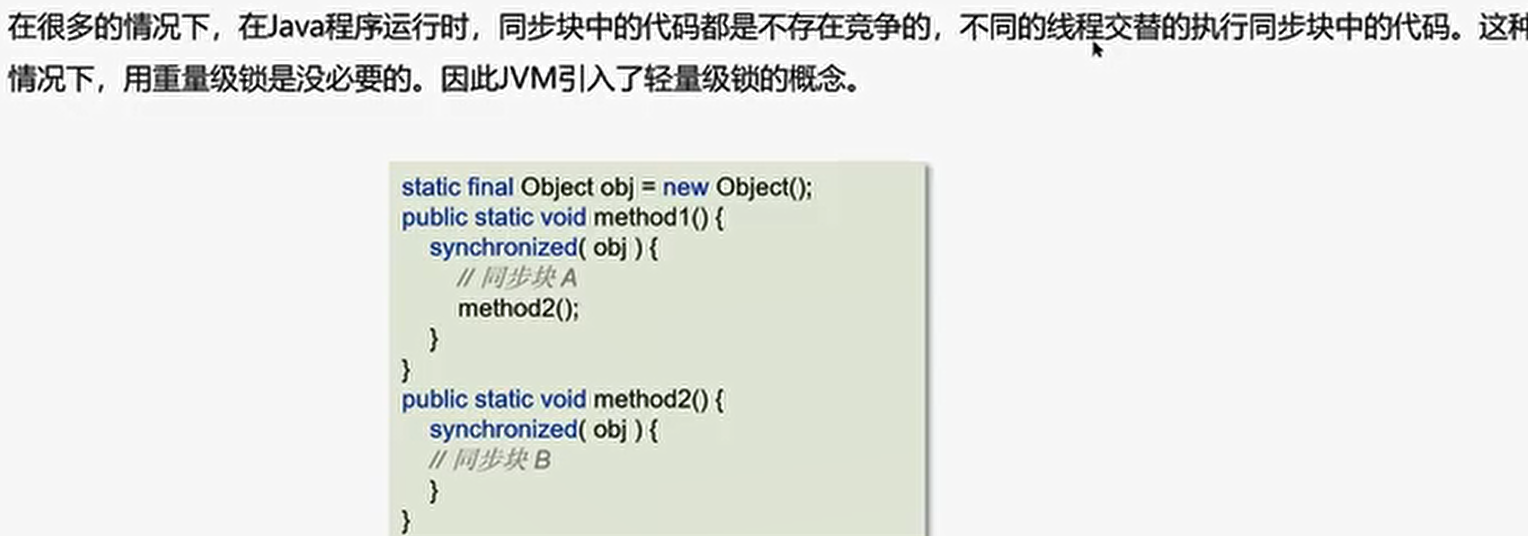 在很多的情况下，在Java程序运行时，同步块中的代码都是不存在竞争的，不同的线程交替的执行同步块中的代码。这种
情况下，用重量级锁是没必要的。因此JVM引入了轻量级锁的概念。
static final Object obj = new Object();
public static void method1() {
synchronized( obj ) {
// 同步块 A
method2();
}
}
public static void method2() {
synchronized( obj ) {
// 同步块 B
}
}